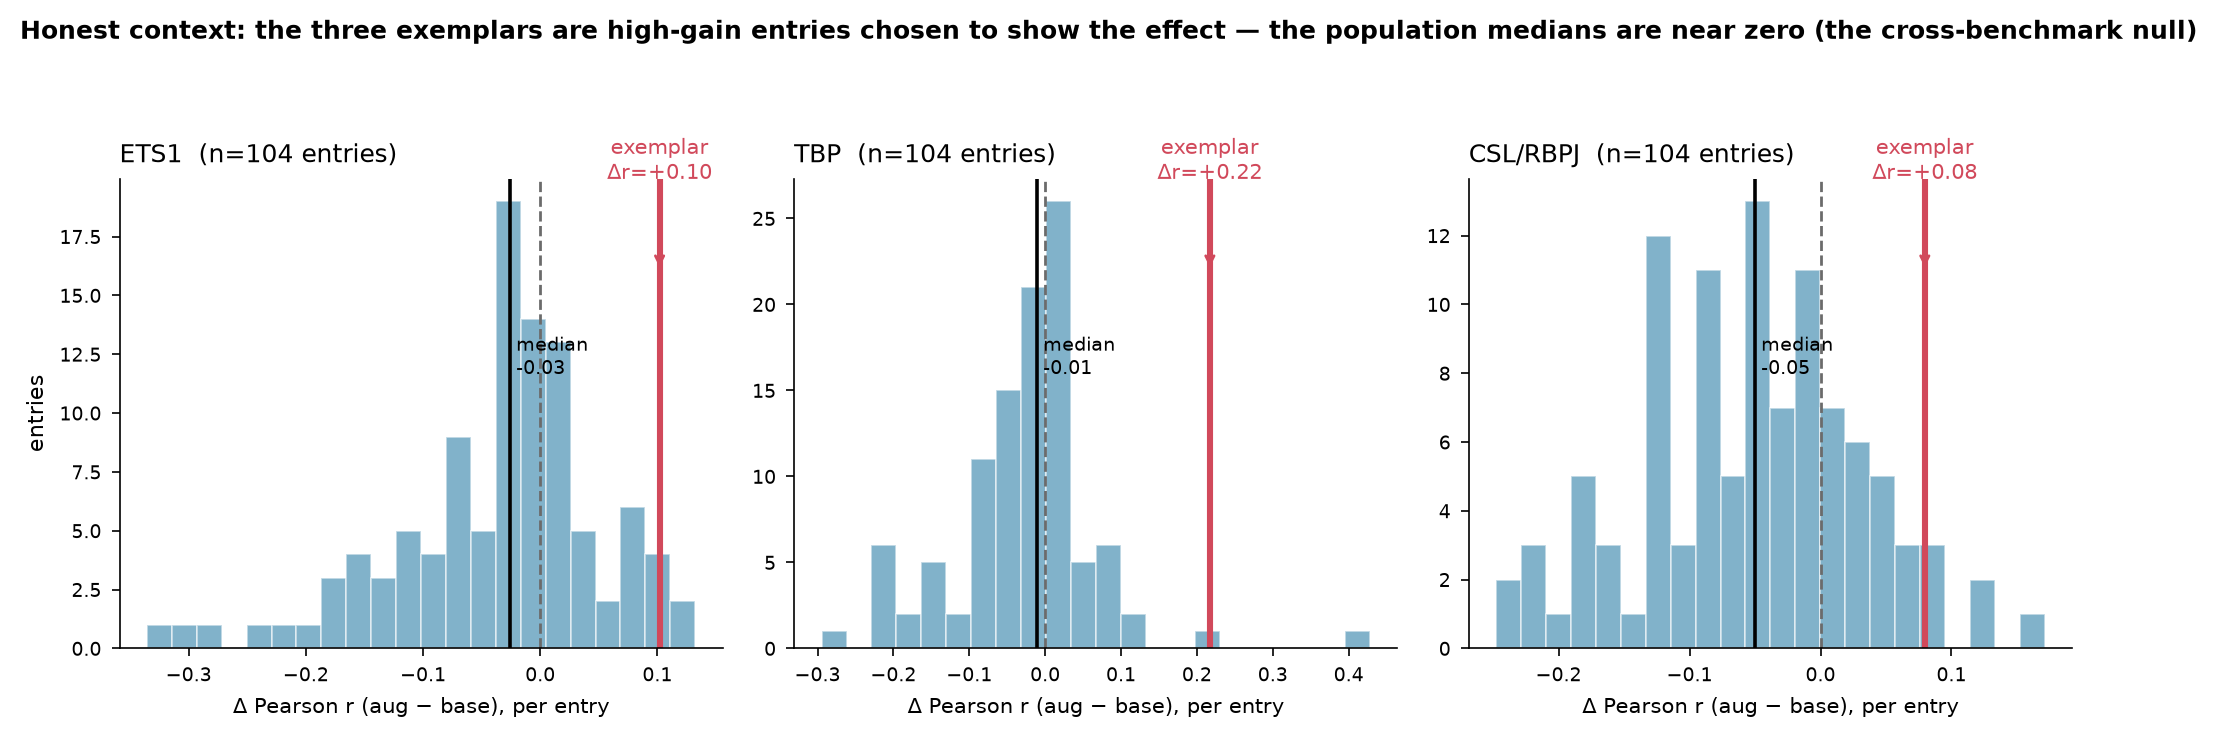 Honest context: the three exemplars are high-gain entries chosen to show the effect — the population medians are near zero (the cross-benchmark null)
ETS1 (n=104 entries)
exemplar
Δr=+0.10
median
-0.03
entries
17.5
15.0
12.5
10.0
7.5
5.0
2.5
0.0
−0.3
−0.2
−0.1
0.0
0.1
Δ Pearson r (aug − base), per entry
TBP (n=104 entries)
exemplar
Δr=+0.22
median
-0.01
25
20
15
10
5
0
−0.3
−0.2
−0.1
0.0
0.1
0.2
0.3
0.4
Δ Pearson r (aug − base), per entry
CSL/RBPJ (n=104 entries)
exemplar
Δr=+0.08
median
-0.05
12
10
8
6
4
2
0
−0.2
−0.1
0.0
0.1
Δ Pearson r (aug − base), per entry